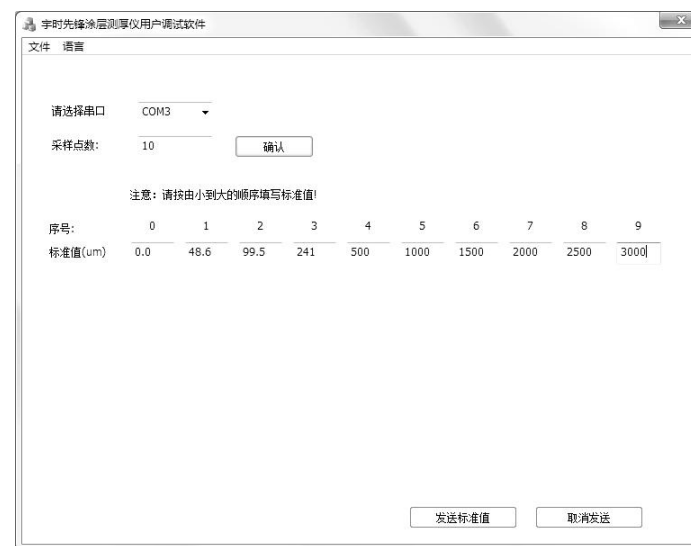 宇时先锋涂层测厚仪用户调试软件
文件 语言
请选择串口 COM3
采样点数: 10 确认
注意：请按由小到大的顺序填写标准值!
序号: 0 1 2 3 4 5 6 7 8 9
标准值(um) 0.0 48.6 99.5 241 500 1000 1500 2000 2500 3000
发送标准值 取消发送